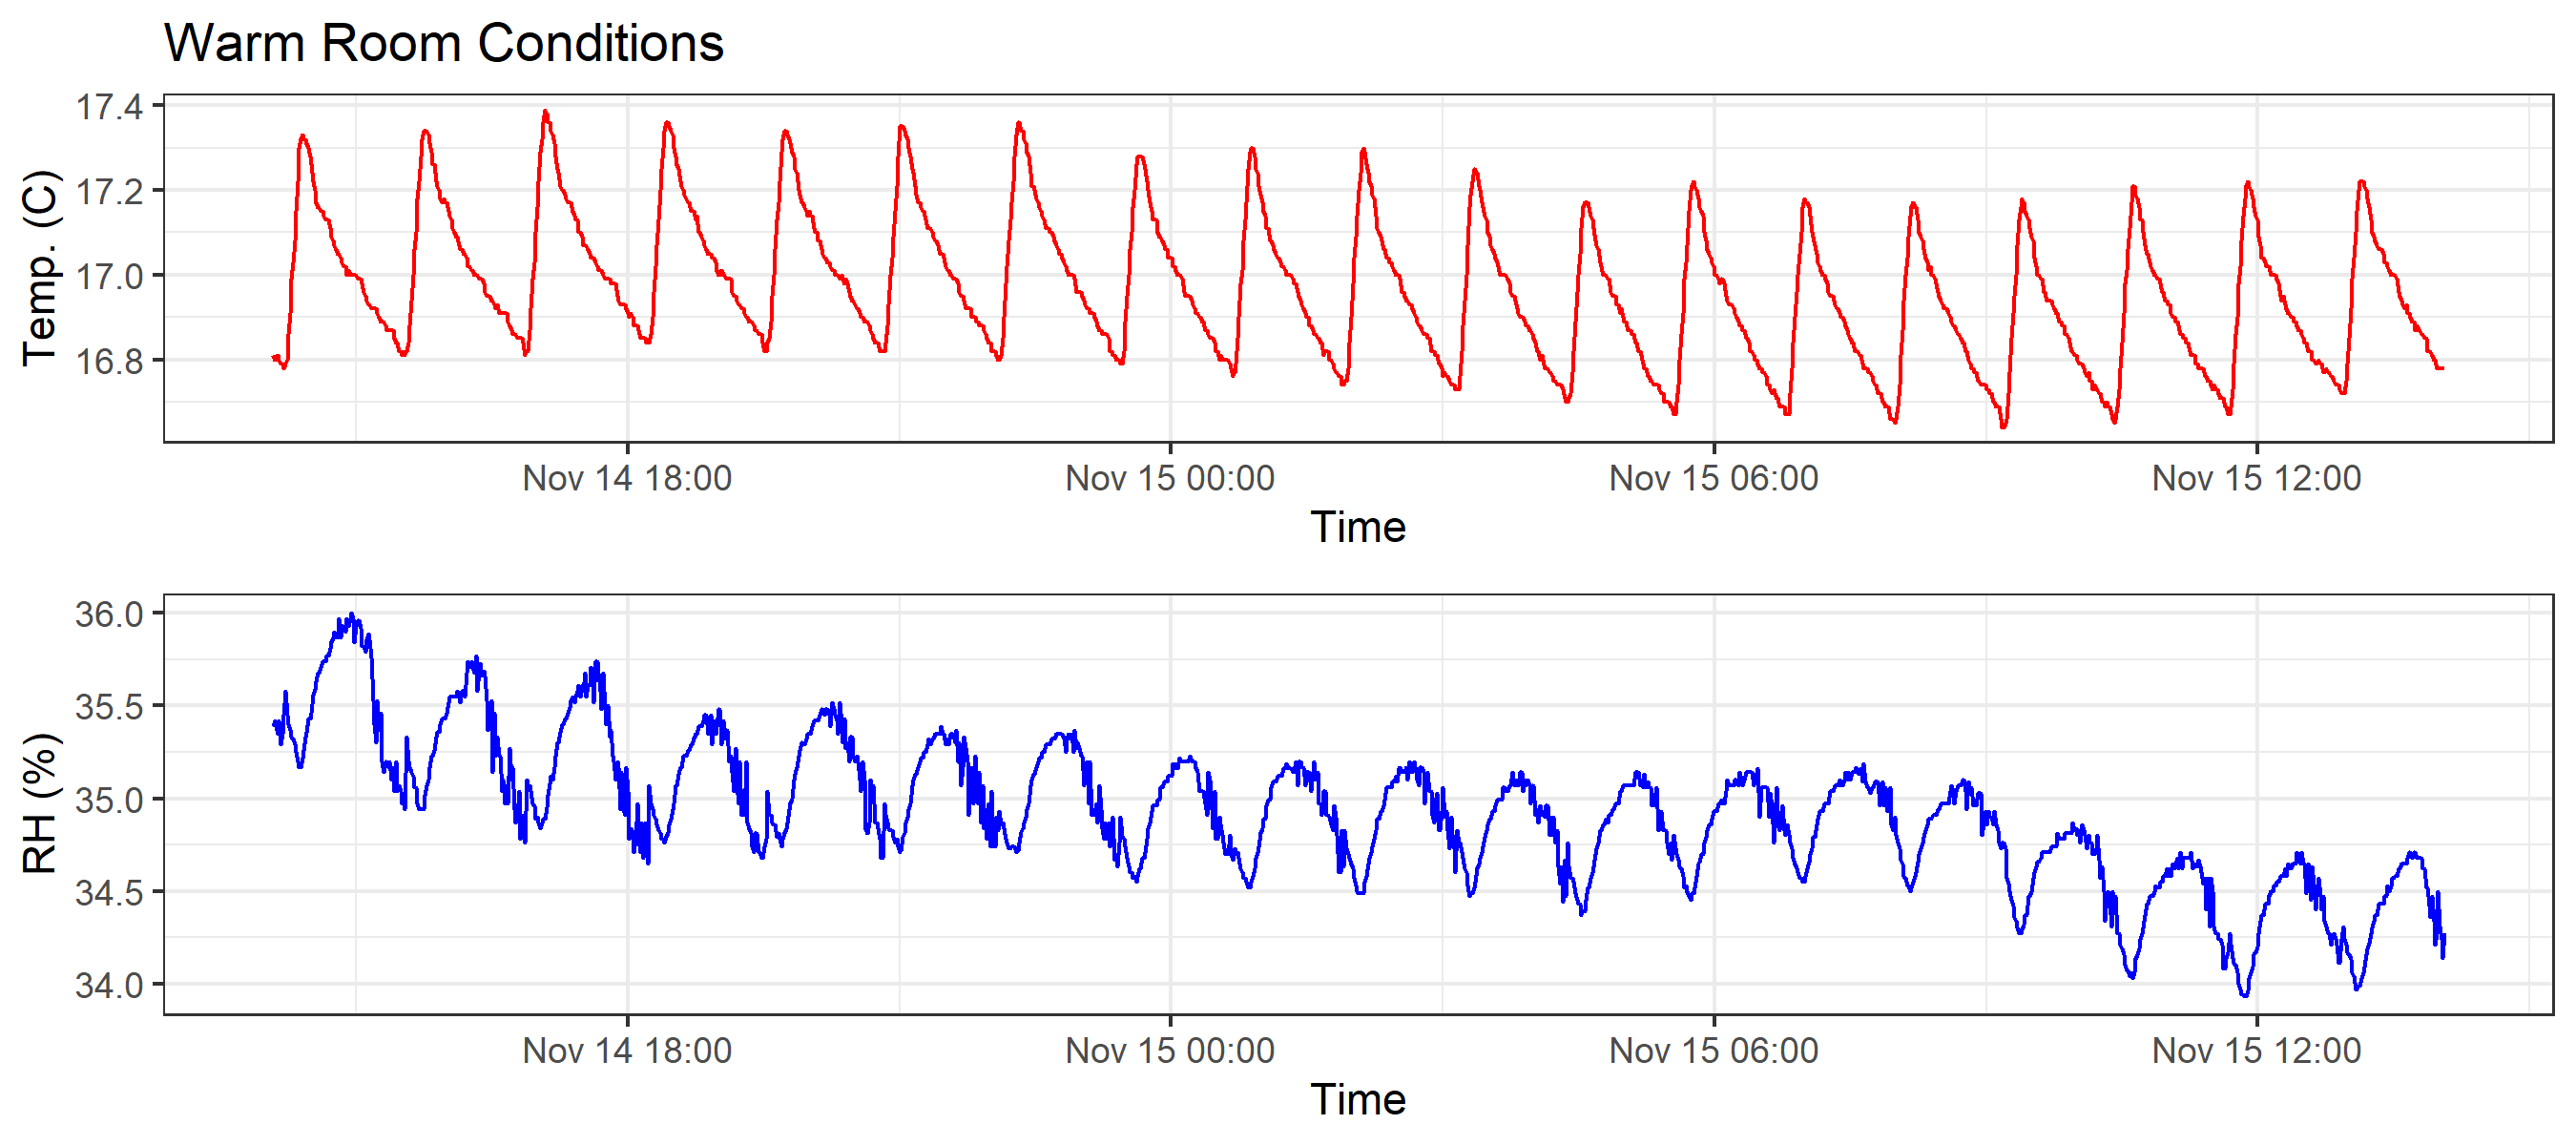 Warm Room Conditions
Temp. (C)
17.4
17.2
17.0
16.8
Nov 14 18:00 Nov 15 00:00 Nov 15 06:00 Nov 15 12:00
Time
RH (%)
36.0
35.5
35.0
34.5
34.0
Nov 14 18:00 Nov 15 00:00 Nov 15 06:00 Nov 15 12:00
Time